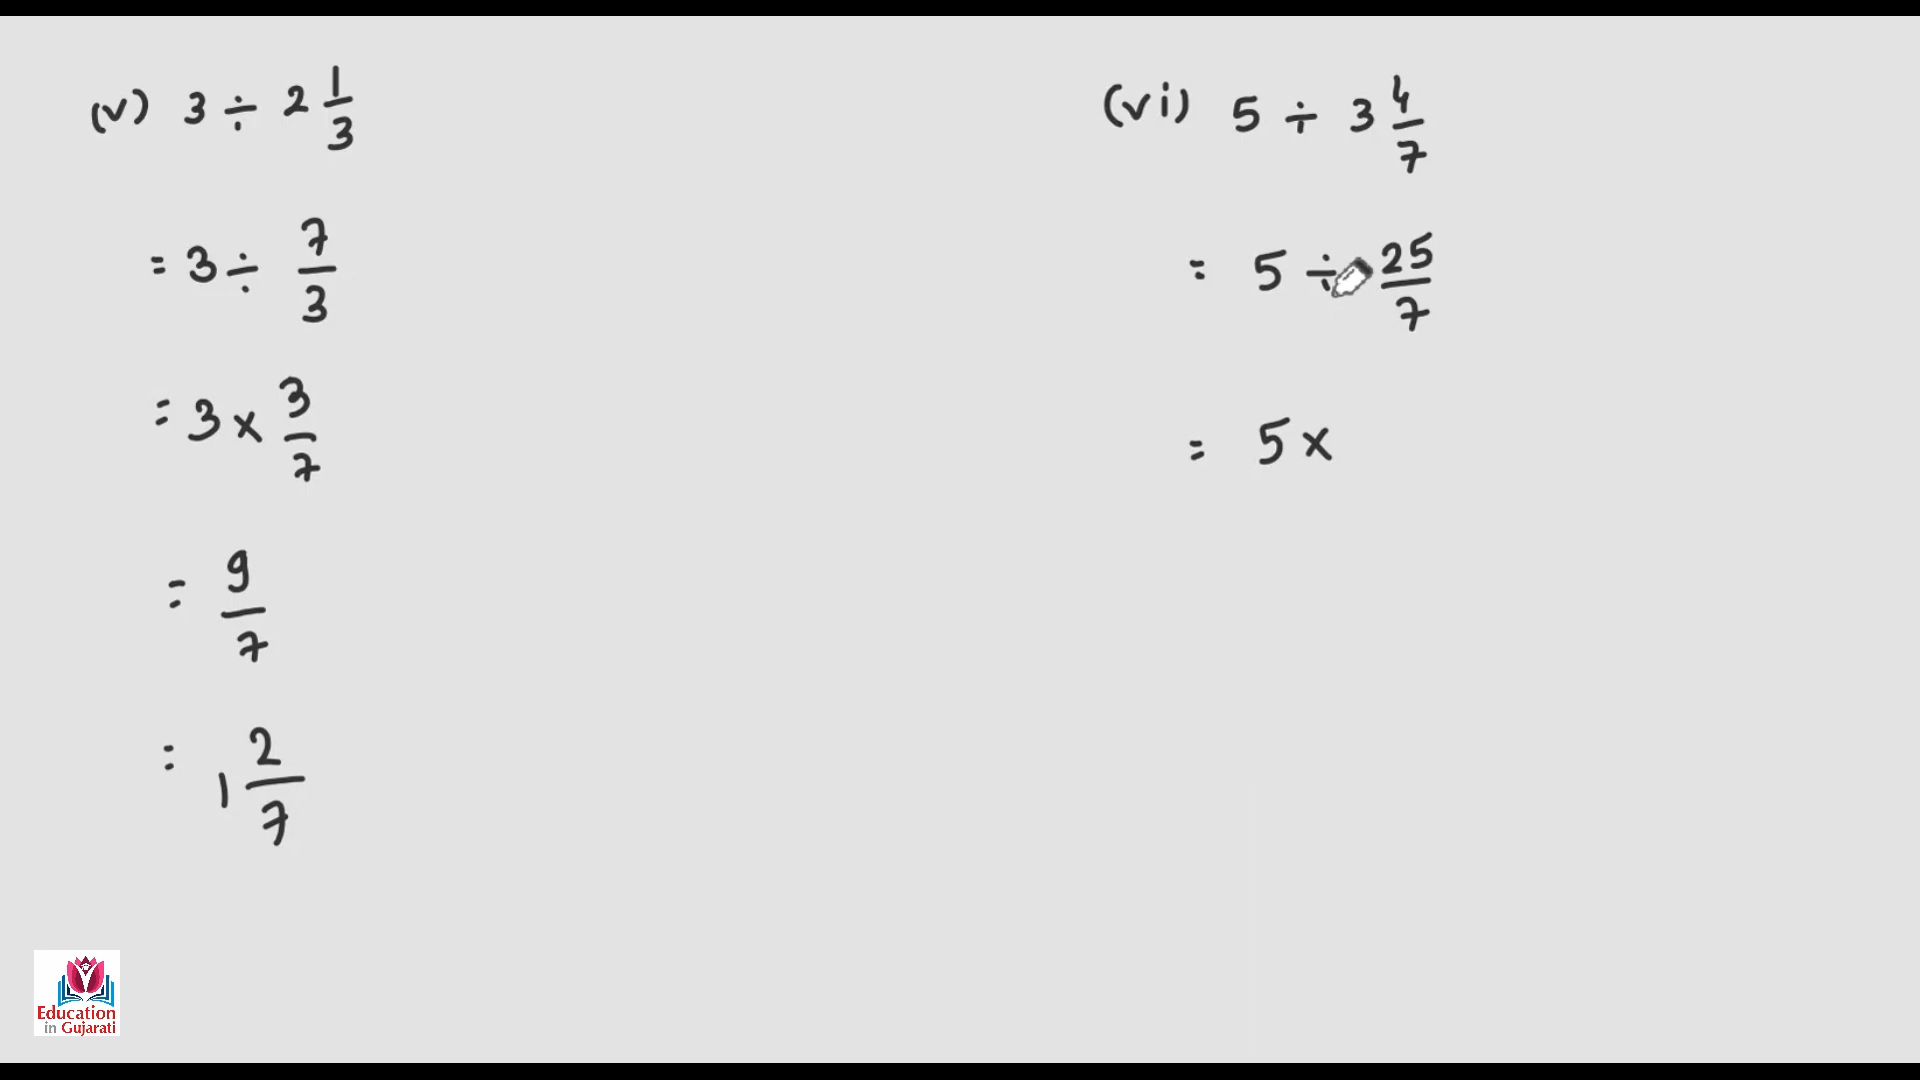 (v) 3 ÷ 2 1/3
= 3 ÷ 7/3
= 3 × 3/7
= 9/7
= 1 2/7
(vi) 5 ÷ 3 4/7
= 5 ÷ 25/7
= 5 ×
Education
in Gujarati